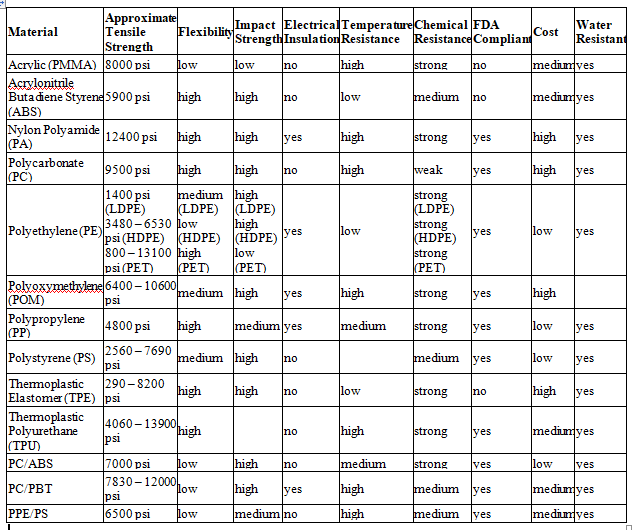 Material
Approximate
Tensile
Strength
Flexibility
Impact
Strength
Electrical
Insulation
Temperature
Resistance
Chemical
Resistance
FDA
Compliant
Cost
Water
Resistant
Acrylic (PMMA) 8000 psi low low no high strong no medium yes
Acrylonitrile
Butadiene Styrene
(ABS)
5900 psi high high no low medium no medium yes
Nylon Polyamide
(PA)
12400 psi high high yes high strong yes high yes
Polycarbonate
(PC)
9500 psi high high no high weak yes high yes
Polyethylene (PE)
1400 psi
(LDPE)
3480 – 6530
psi (HDPE)
800 – 13100
psi (PET)
medium
(LDPE)
low
(HDPE)
high
(PET)
high
(LDPE)
high
(HDPE)
low
(PET)
yes low
strong
(LDPE)
strong
(HDPE)
strong
(PET)
yes low yes
Polyoxymethylene
(POM)
6400 – 10600
psi
medium high yes high strong yes high
Polypropylene
(PP)
4800 psi high medium yes medium strong yes low yes
Polystyrene (PS)
2560 – 7690
psi
medium high no medium yes low yes
Thermoplastic
Elastomer (TPE)
290 – 8200
psi
high high no low strong no high yes
Thermoplastic
Polyurethane
(TPU)
4060 – 13900
psi
high no high strong yes medium yes
PC/ABS 7000 psi low high no medium strong yes low yes
PC/PBT
7830 – 12000
psi
low high yes high medium yes medium yes
PPE/PS 6500 psi low medium no high medium yes medium yes